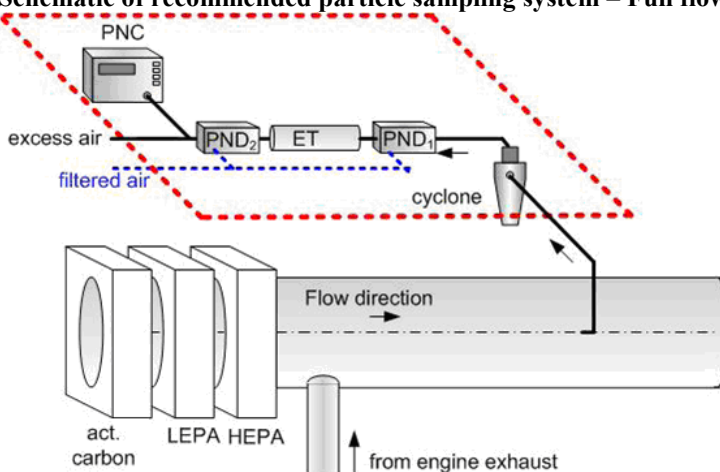 Schematic of recommended particle sampling system – Full flow
PNC
excess air
PND2
ET
PND1
filtered air
cyclone
Flow direction
act.
carbon
LEPA HEPA
from engine exhaust